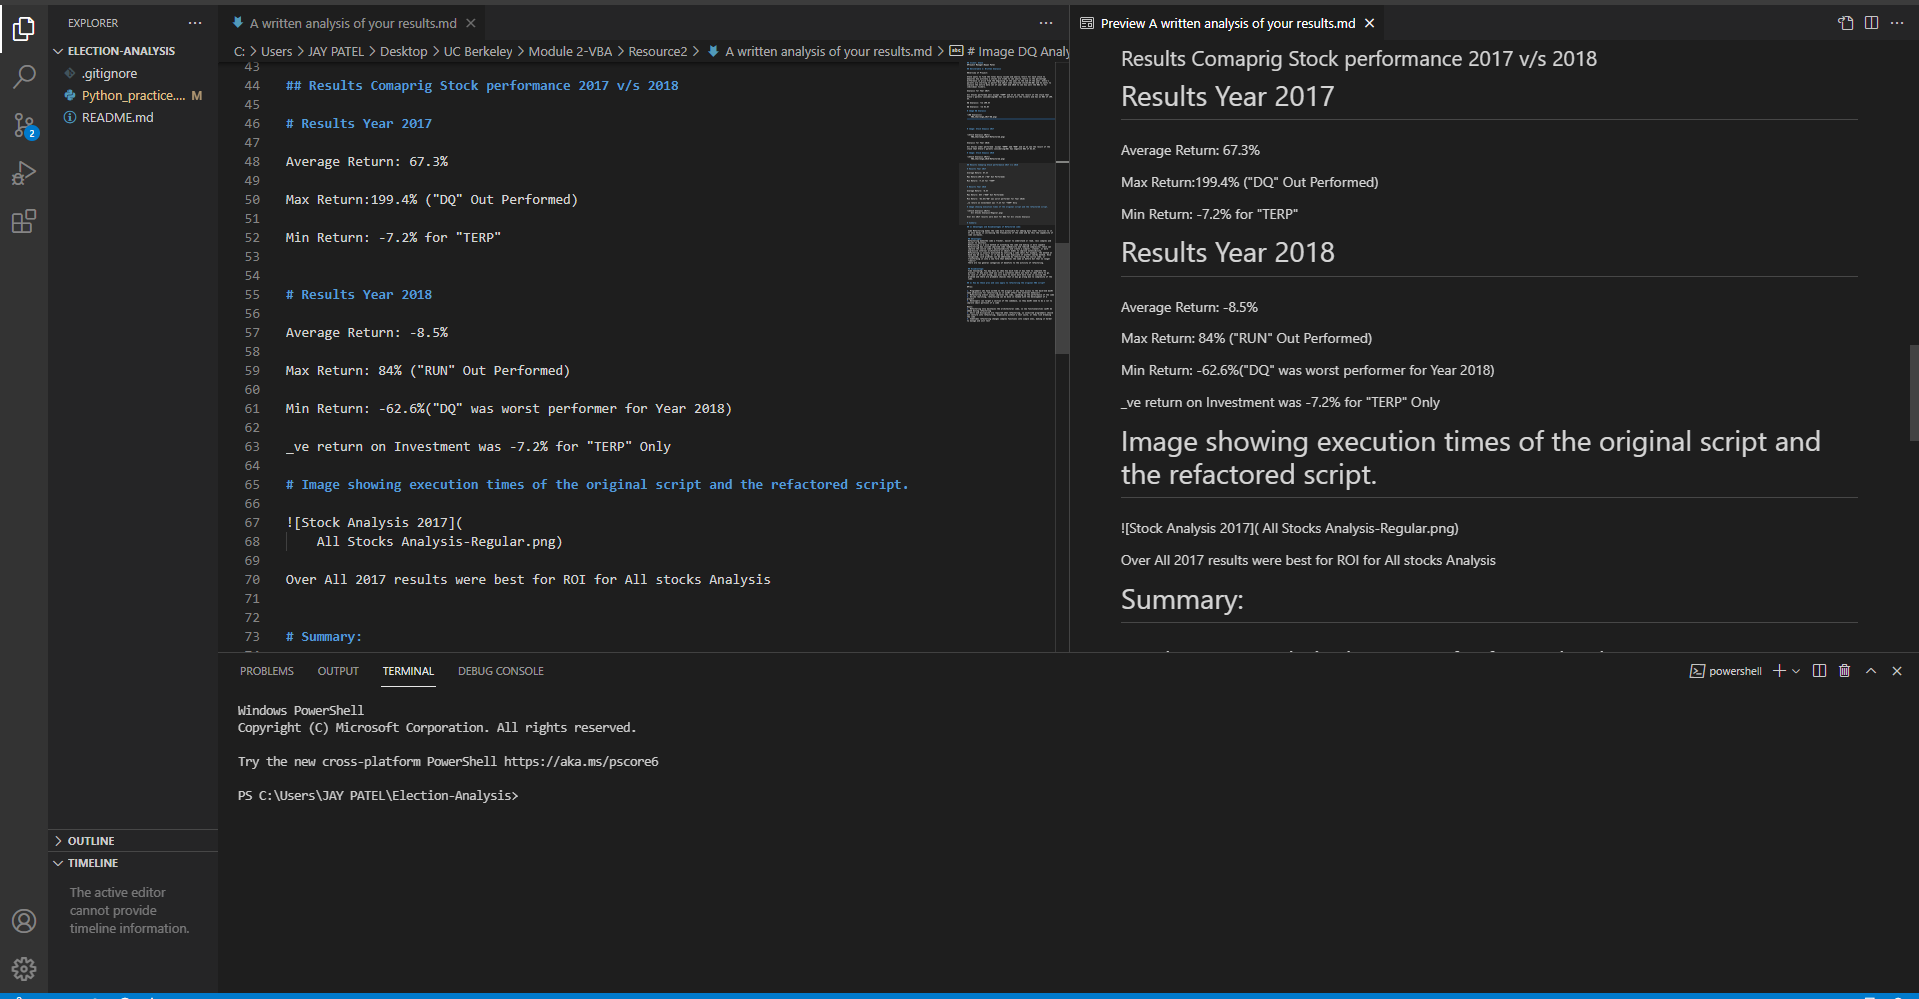 EXPLORER
ELECTION-ANALYSIS
.gitignore
Python_practice.... M
README.md
2
OUTLINE
TIMELINE
The active editor
cannot provide
timeline information.
A written analysis of your results.md
C: > Users > JAY PATEL > Desktop > UC Berkeley > Module 2-VBA > Resource2 > A written analysis of your results.md > # Image DQ Analy
43
44 ## Results Comaprig Stock performance 2017 v/s 2018
45
46 # Results Year 2017
47
48 Average Return: 67.3%
49
50 Max Return:199.4% ("DQ" Out Performed)
51
52 Min Return: -7.2% for "TERP"
53
54
55 # Results Year 2018
56
57 Average Return: -8.5%
58
59 Max Return: 84% ("RUN" Out Performed)
60
61 Min Return: -62.6%("DQ" was worst performer for Year 2018)
62
63 _ve return on Investment was -7.2% for "TERP" Only
64
65 # Image showing execution times of the original script and the refactored script.
66
67 ![Stock Analysis 2017](
68 All Stocks Analysis-Regular.png)
69
70 Over All 2017 results were best for ROI for All stocks Analysis
71
72
73 # Summary:
Preview A written analysis of your results.md
Results Comaprig Stock performance 2017 v/s 2018
Results Year 2017
Average Return: 67.3%
Max Return:199.4% ("DQ" Out Performed)
Min Return: -7.2% for "TERP"
Results Year 2018
Average Return: -8.5%
Max Return: 84% ("RUN" Out Performed)
Min Return: -62.6%("DQ" was worst performer for Year 2018)
_ve return on Investment was -7.2% for "TERP" Only
Image showing execution times of the original script and
the refactored script.
![Stock Analysis 2017]( All Stocks Analysis-Regular.png)
Over All 2017 results were best for ROI for All stocks Analysis
Summary:
PROBLEMS OUTPUT TERMINAL DEBUG CONSOLE
powershell
Windows PowerShell
Copyright (C) Microsoft Corporation. All rights reserved.
Try the new cross-platform PowerShell https://aka.ms/pscore6
PS C:\Users\JAY PATEL\Election-Analysis>